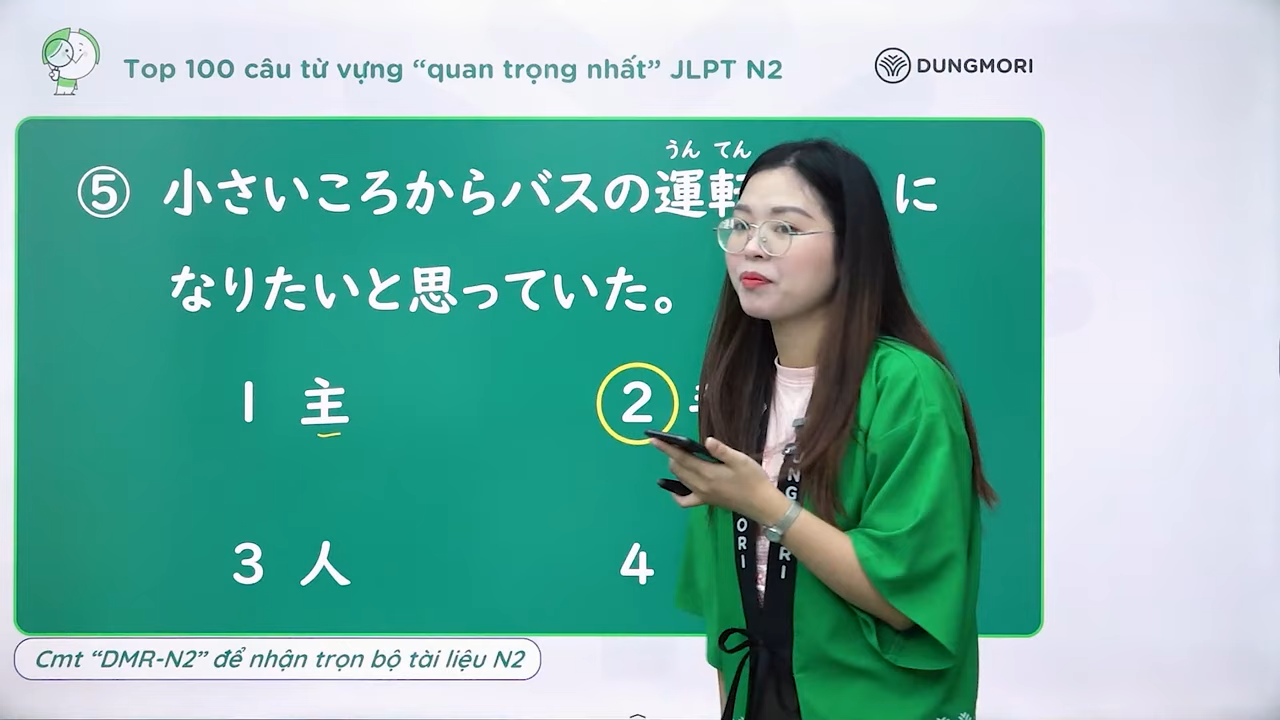 Top 100 câu từ vựng “quan trọng nhất” JLPT N2
DUNGMORI
うん てん
⑤ 小さいころからバスの運転 に
なりたいと思っていた。
1 主
2
3 人
4
Cmt “DMR-N2” để nhận trọn bộ tài liệu N2